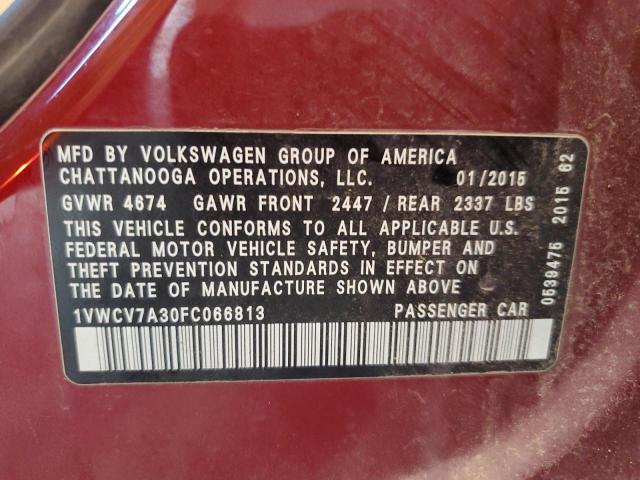 MFD BY VOLKSWAGEN GROUP OF AMERICA
CHATTANOOGA OPERATIONS, LLC. 01/2015
GVWR 4674 GAWR FRONT 2447 / REAR 2337 LBS
THIS VEHICLE CONFORMS TO ALL APPLICABLE U.S.
FEDERAL MOTOR VEHICLE SAFETY, BUMPER AND
THEFT PREVENTION STANDARDS IN EFFECT ON
THE DATE OF MANUFACTURE SHOWN ABOVE
1VWCV7A30FC066813 PASSENGER CAR
0539475 2015 62